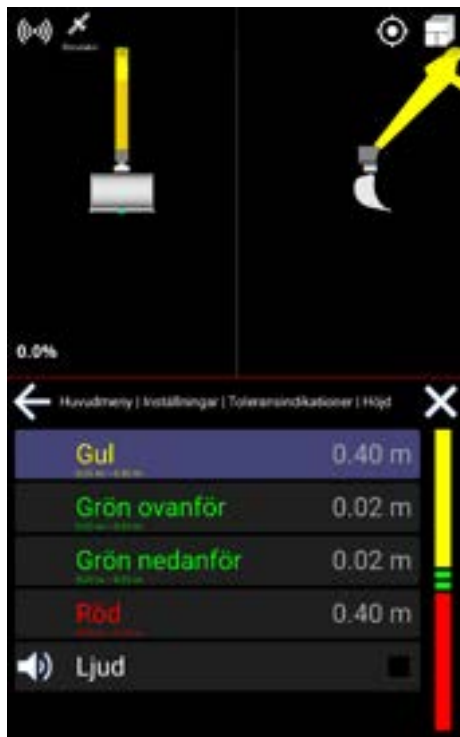 0.0%
Huvudmeny | Inställningar | Toleransindikationer | Höjd
Gul 0.40 m
Grön ovanför 0.02 m
Grön nedanför 0.02 m
Röd 0.40 m
Ljud